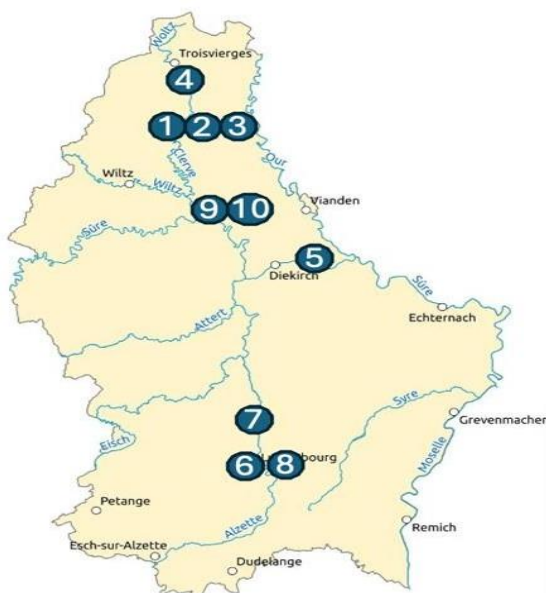 Woltz
Troisvierges
4
1 2 3
Clerve
Our
Wiltz
Wiltz
Vianden
9 10
Sûre
5
Diekirch
Sûre
Echternach
Attert
Syre
7
Grevenmacher
Eisch
6 8 bourg
Moselle
Petange
Alzette
Remich
Esch-sur-Alzette
Dudelange